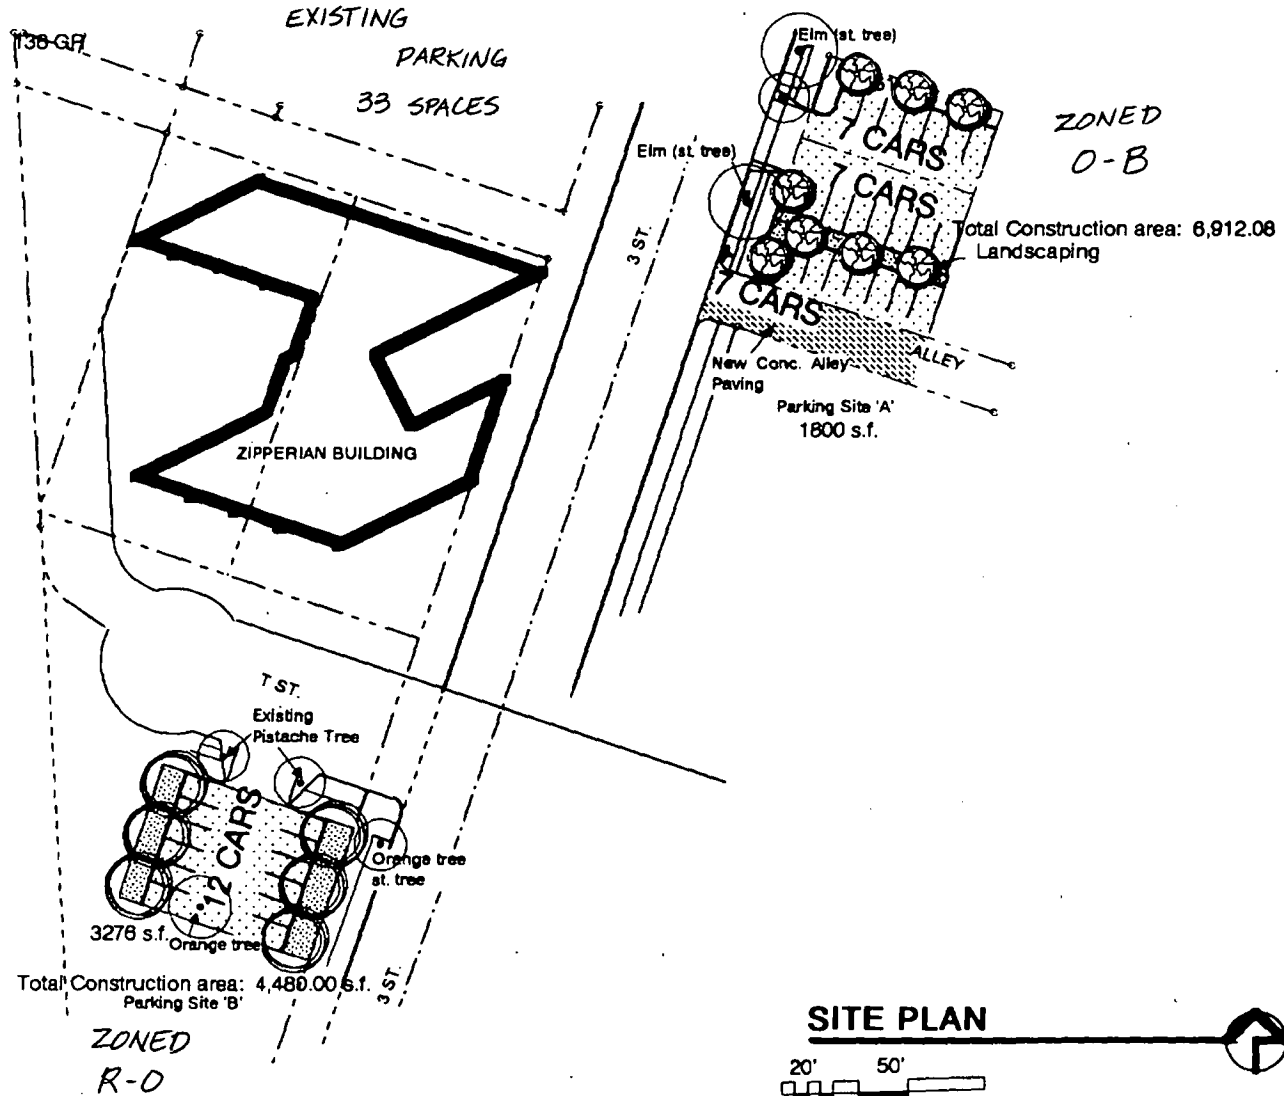 EXISTING
PARKING
33 SPACES
Elm (st. tree)
ZONED
O-B
7 CARS
Elm (st. tree)
7 CARS
3 ST.
Total Construction area: 6,912.08
Landscaping
7 CARS
ALLEY
New Conc. Alley
Paving
Parking Site 'A'
1800 s.f.
ZIPPERIAN BUILDING
T ST.
Existing
Pistache Tree
12 CARS
Orange tree
st. tree
3276 s.f.
Orange tree
Total Construction area: 4,480.00 s.f.
Parking Site 'B'
3 ST.
ZONED
R-O
SITE PLAN
20' 50'